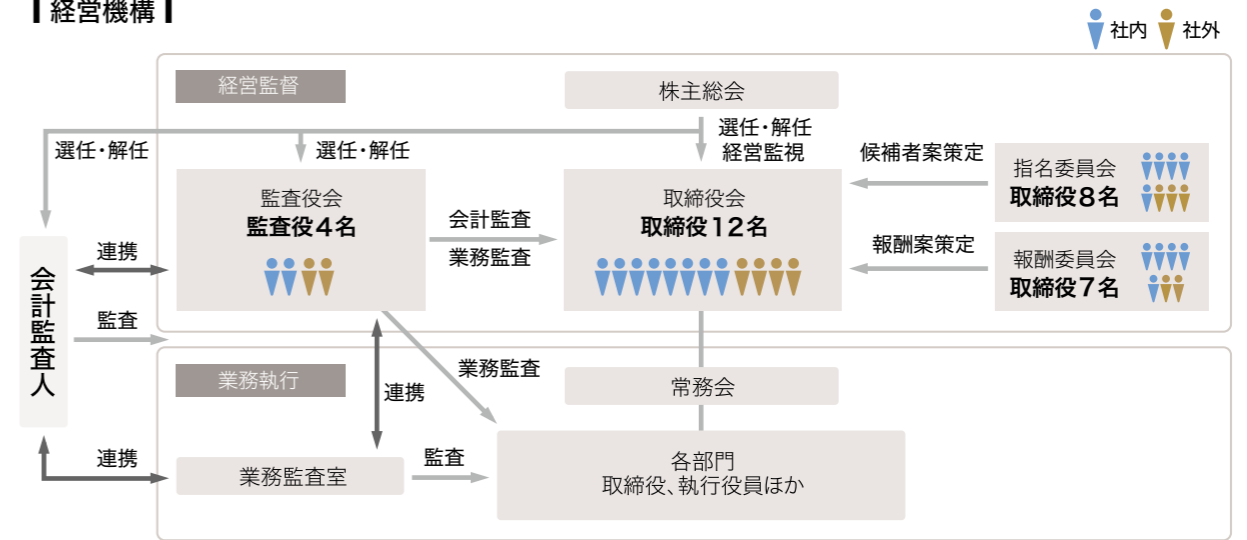 【経営機構】
社内 社外
経営監督
株主総会
選任・解任
選任・解任
選任・解任
経営監視
候補者案策定
指名委員会
取締役8名
監査役会
監査役4名
会計監査
業務監査
取締役会
取締役12名
報酬案策定
報酬委員会
取締役7名
連携
会計監査人
監査
業務執行
業務監査
連携
常務会
連携
業務監査室
監査
各部門
取締役、執行役員ほか